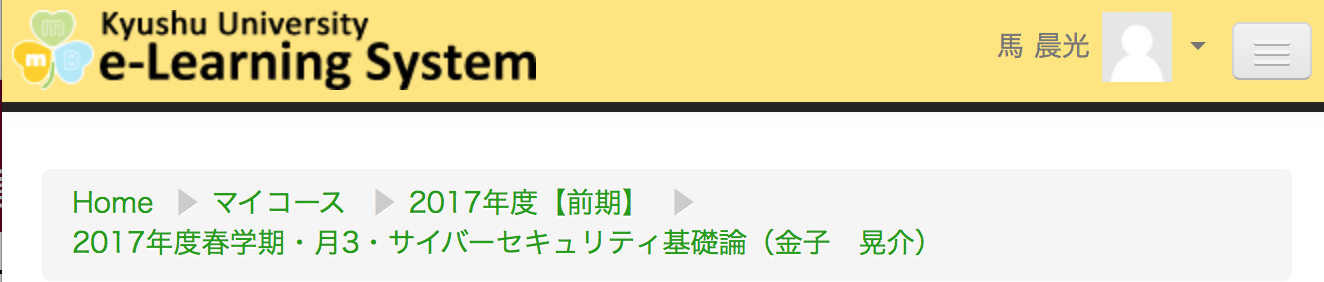 Kyushu University
e-Learning System
馬 晨光
Home マイコース 2017年度【前期】
2017年度春学期・月3・サイバーセキュリティ基礎論（金子　晃介）